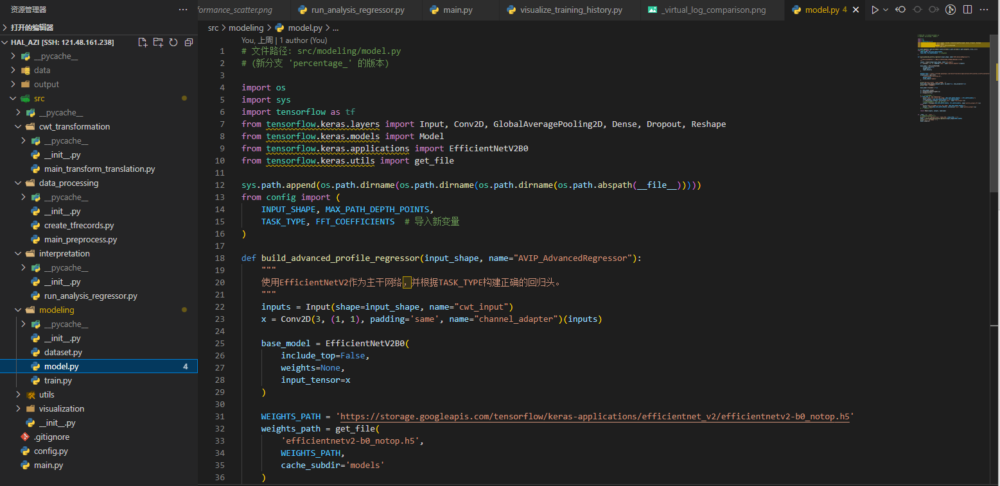 资源管理器
formance_scatter.png
run_analysis_regressor.py
main.py
visualize_training_history.py
_virtual_log_comparison.png
model.py 4
打开的编辑器
HAL_AZI [SSH: 121.48.161.238]
__pycache__
data
output
src
__pycache__
cwt_transformation
__pycache__
__init__.py
main_transform_translation.py
data_processing
__pycache__
__init__.py
create_tfrecords.py
main_preprocess.py
interpretation
__pycache__
__init__.py
run_analysis_regressor.py
modeling
__pycache__
__init__.py
dataset.py
model.py 4
train.py
utils
visualization
__init__.py
.gitignore
config.py
main.py
src > modeling > model.py > ...
You, 上周 | 1 author (You)
1 # 文件路径: src/modeling/model.py
2 # (新分支 'percentage_' 的版本)
3
4 import os
5 import sys
6 import tensorflow as tf
7 from tensorflow.keras.layers import Input, Conv2D, GlobalAveragePooling2D, Dense, Dropout, Reshape
8 from tensorflow.keras.models import Model
9 from tensorflow.keras.applications import EfficientNetV2B0
10 from tensorflow.keras.utils import get_file
11
12 sys.path.append(os.path.dirname(os.path.dirname(os.path.dirname(os.path.abspath(__file__)))))
13 from config import (
14 INPUT_SHAPE, MAX_PATH_DEPTH_POINTS,
15 TASK_TYPE, FFT_COEFFICIENTS # 导入新变量
16 )
17
18 def build_advanced_profile_regressor(input_shape, name="AVIP_AdvancedRegressor"):
19 """
20 使用EfficientNetV2作为主干网络，并根据TASK_TYPE构建正确的回归头。
21 """
22 inputs = Input(shape=input_shape, name="cwt_input")
23 x = Conv2D(3, (1, 1), padding='same', name="channel_adapter")(inputs)
24
25 base_model = EfficientNetV2B0(
26 include_top=False,
27 weights=None,
28 input_tensor=x
29 )
30
31 WEIGHTS_PATH = 'https://storage.googleapis.com/tensorflow/keras-applications/efficientnet_v2/efficientnetv2-b0_notop.h5'
32 weights_path = get_file(
33 'efficientnetv2-b0_notop.h5',
34 WEIGHTS_PATH,
35 cache_subdir='models'
36 )